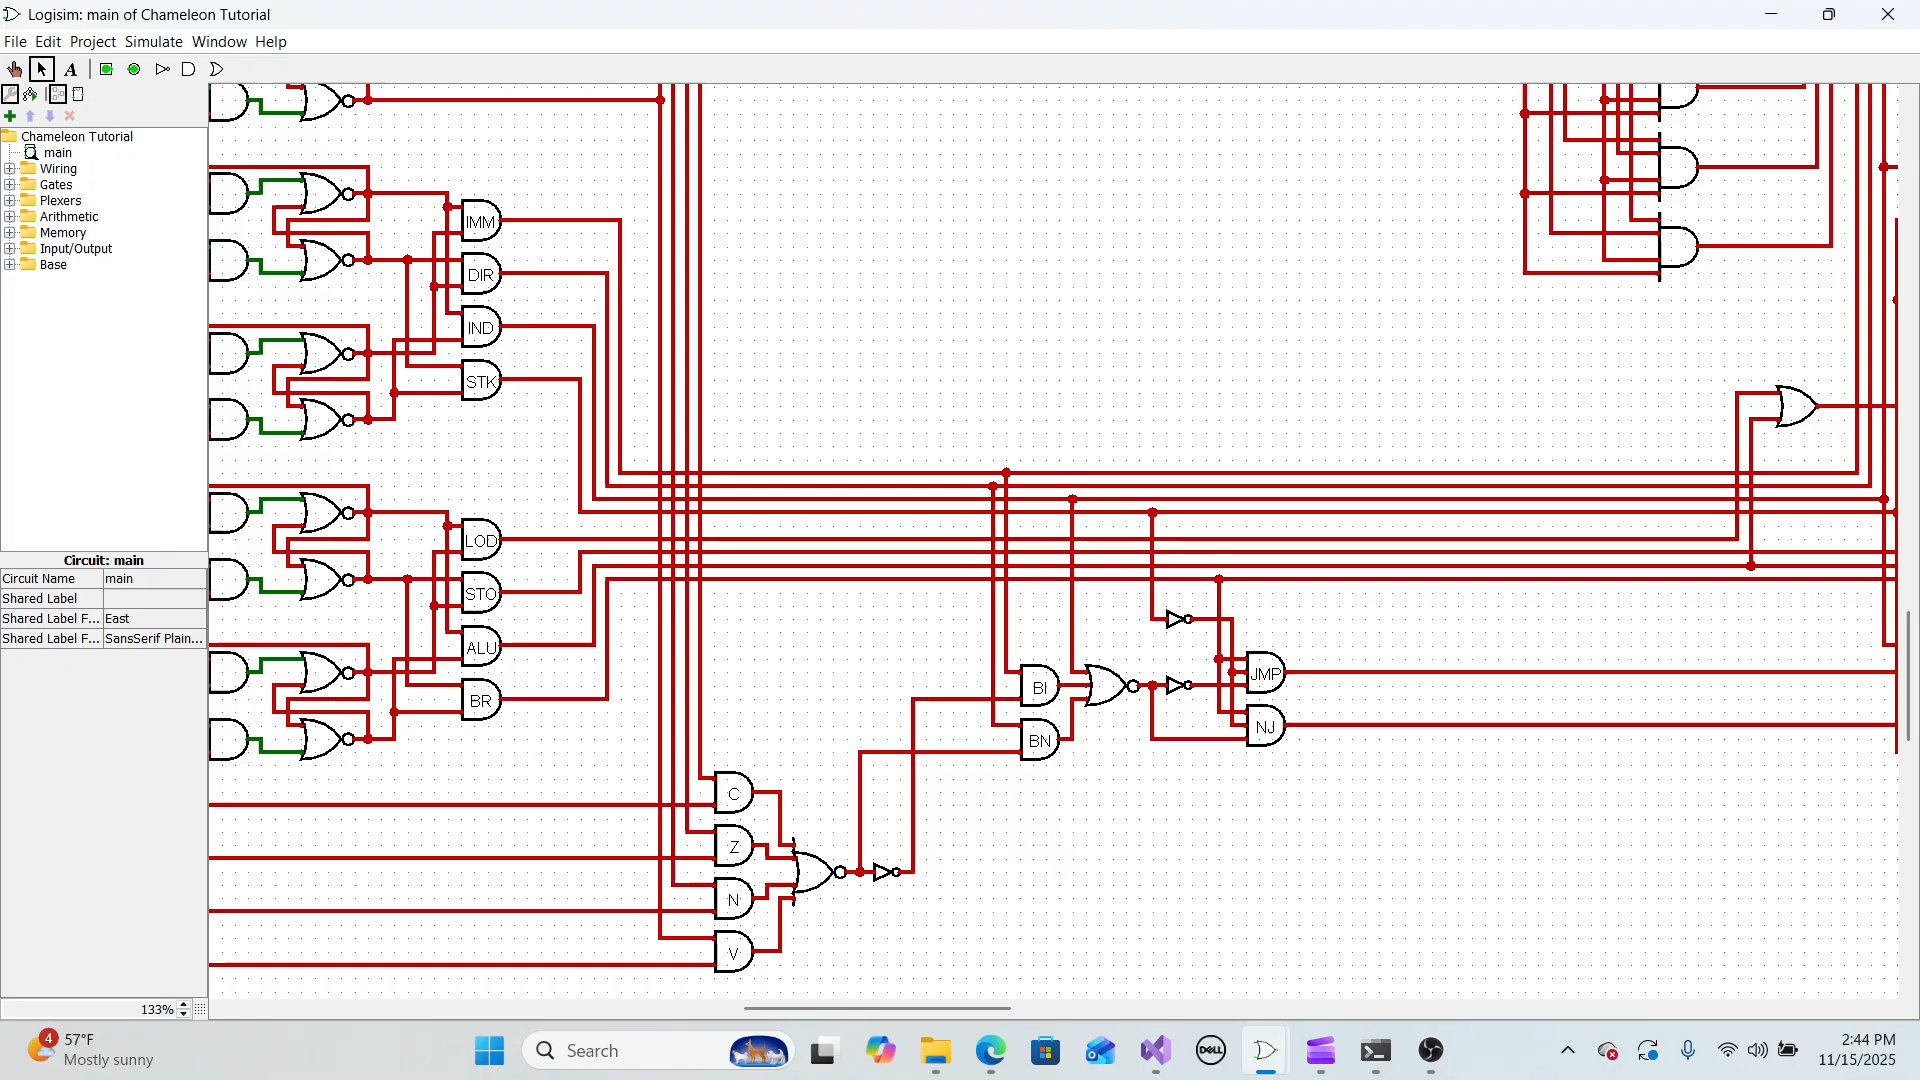 Logisim: main of Chameleon Tutorial
File Edit Project Simulate Window Help
A
Chameleon Tutorial
main
Wiring
Gates
Plexers
Arithmetic
Memory
Input/Output
Base
Circuit: main
Circuit Name main
Shared Label
Shared Label F... East
Shared Label F... SansSerif Plain...
133%
IMM
DIR
IND
STK
LOD
STO
ALU
BR
BI
BN
JMP
NJ
C
Z
N
V
4
57°F
Mostly sunny
Search
DELL
2:44 PM
11/15/2025